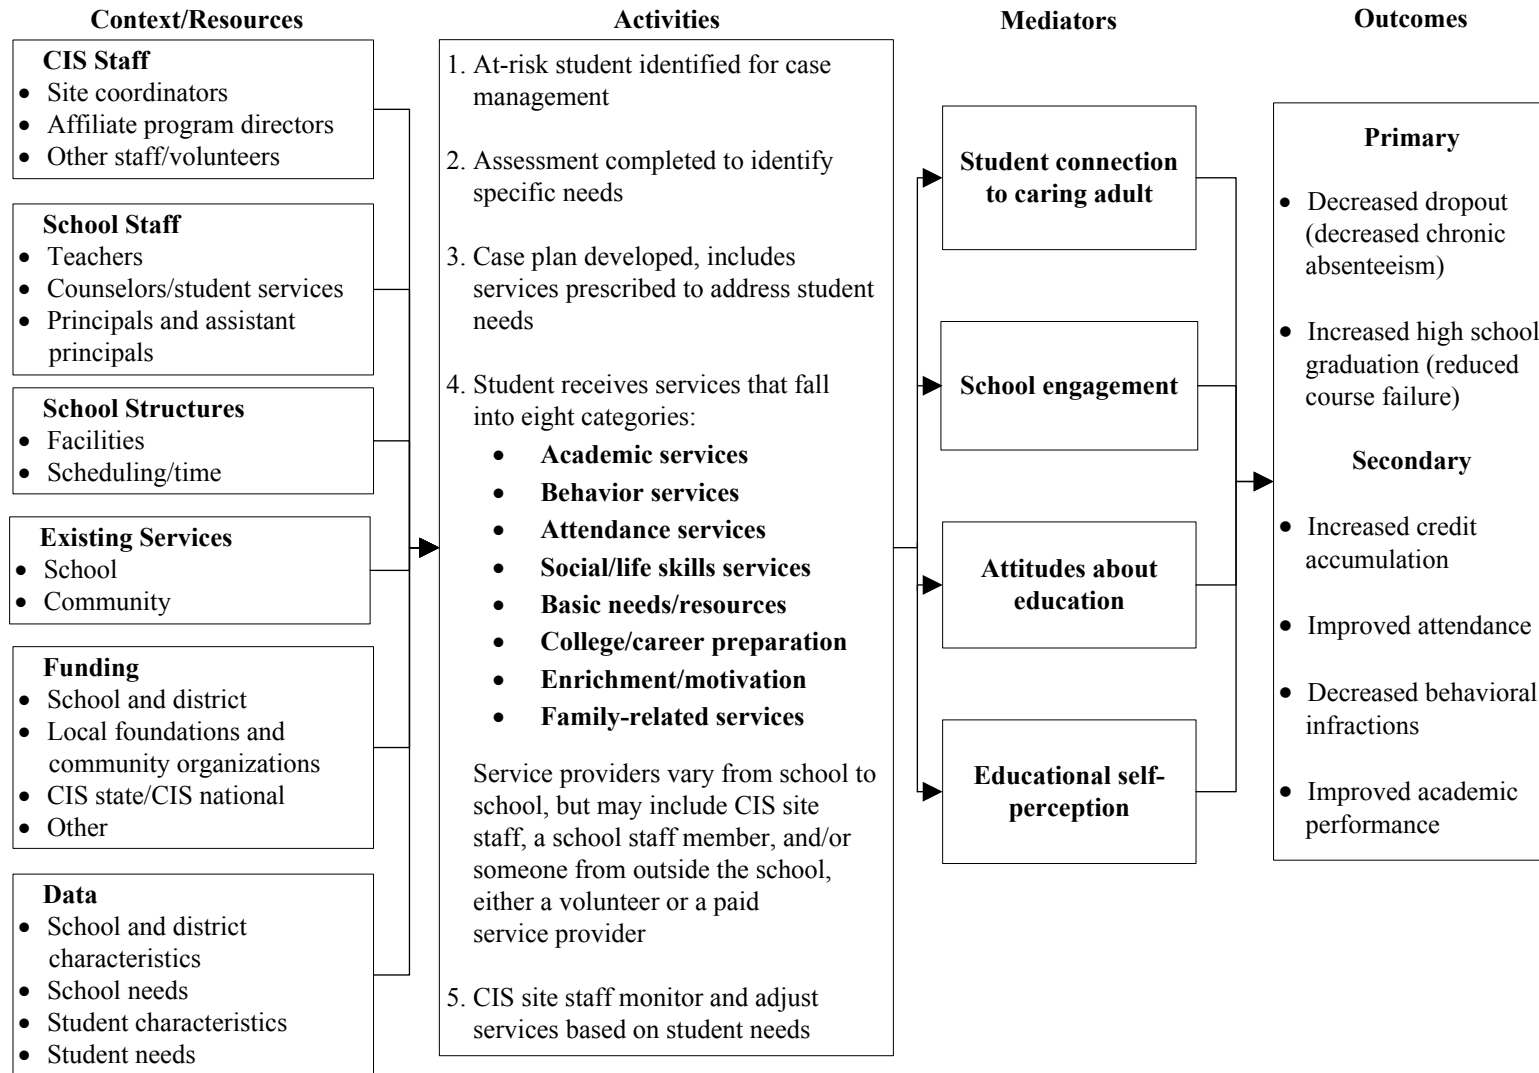 Context/Resources
CIS Staff
• Site coordinators
• Affiliate program directors
• Other staff/volunteers
School Staff
• Teachers
• Counselors/student services
• Principals and assistant
principals
School Structures
• Facilities
• Scheduling/time
Existing Services
• School
• Community
Funding
• School and district
• Local foundations and
community organizations
• CIS state/CIS national
• Other
Data
• School and district
characteristics
• School needs
• Student characteristics
• Student needs
Activities
1. At-risk student identified for case
management
2. Assessment completed to identify
specific needs
3. Case plan developed, includes
services prescribed to address student
needs
4. Student receives services that fall
into eight categories:
• Academic services
• Behavior services
• Attendance services
• Social/life skills services
• Basic needs/resources
• College/career preparation
• Enrichment/motivation
• Family-related services
Service providers vary from school to
school, but may include CIS site
staff, a school staff member, and/or
someone from outside the school,
either a volunteer or a paid
service provider
5. CIS site staff monitor and adjust
services based on student needs
Mediators
Student connection
to caring adult
School engagement
Attitudes about
education
Educational self-
perception
Outcomes
Primary
• Decreased dropout
(decreased chronic
absenteeism)
• Increased high school
graduation (reduced
course failure)
Secondary
• Increased credit
accumulation
• Improved attendance
• Decreased behavioral
infractions
• Improved academic
performance